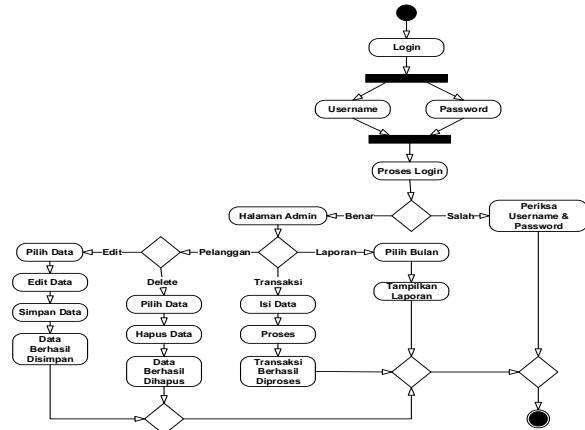 Login
Username
Password
Proses Login
Halaman Admin
Benar
Salah
Periksa
Username &
Password
Pilih Data
Edit
Pelanggan
Laporan
Pilih Bulan
Edit Data
Delete
Transaksi
Tampilkan
Laporan
Simpan Data
Pilih Data
Isi Data
Data
Berhasil
Disimpan
Hapus Data
Proses
Data
Berhasil
Dihapus
Transaksi
Berhasil
Diproses